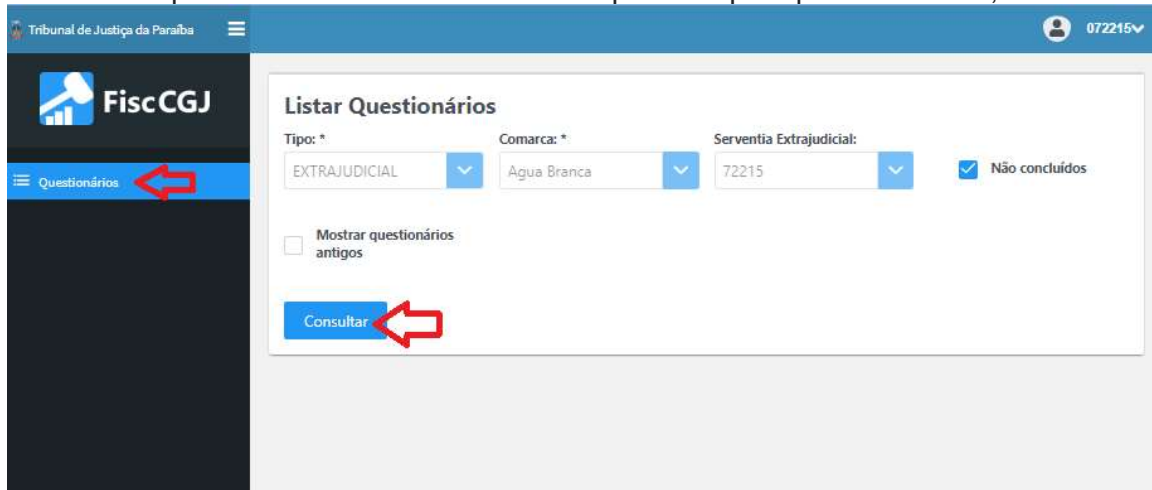 Tribunal de Justiça da Paraíba
072215
FiscCGJ
Questionários
Listar Questionários
Tipo: * Comarca: * Serventia Extrajudicial:
EXTRAJUDICIAL Agua Branca 72215 Não concluídos
Mostrar questionários
antigos
Consultar